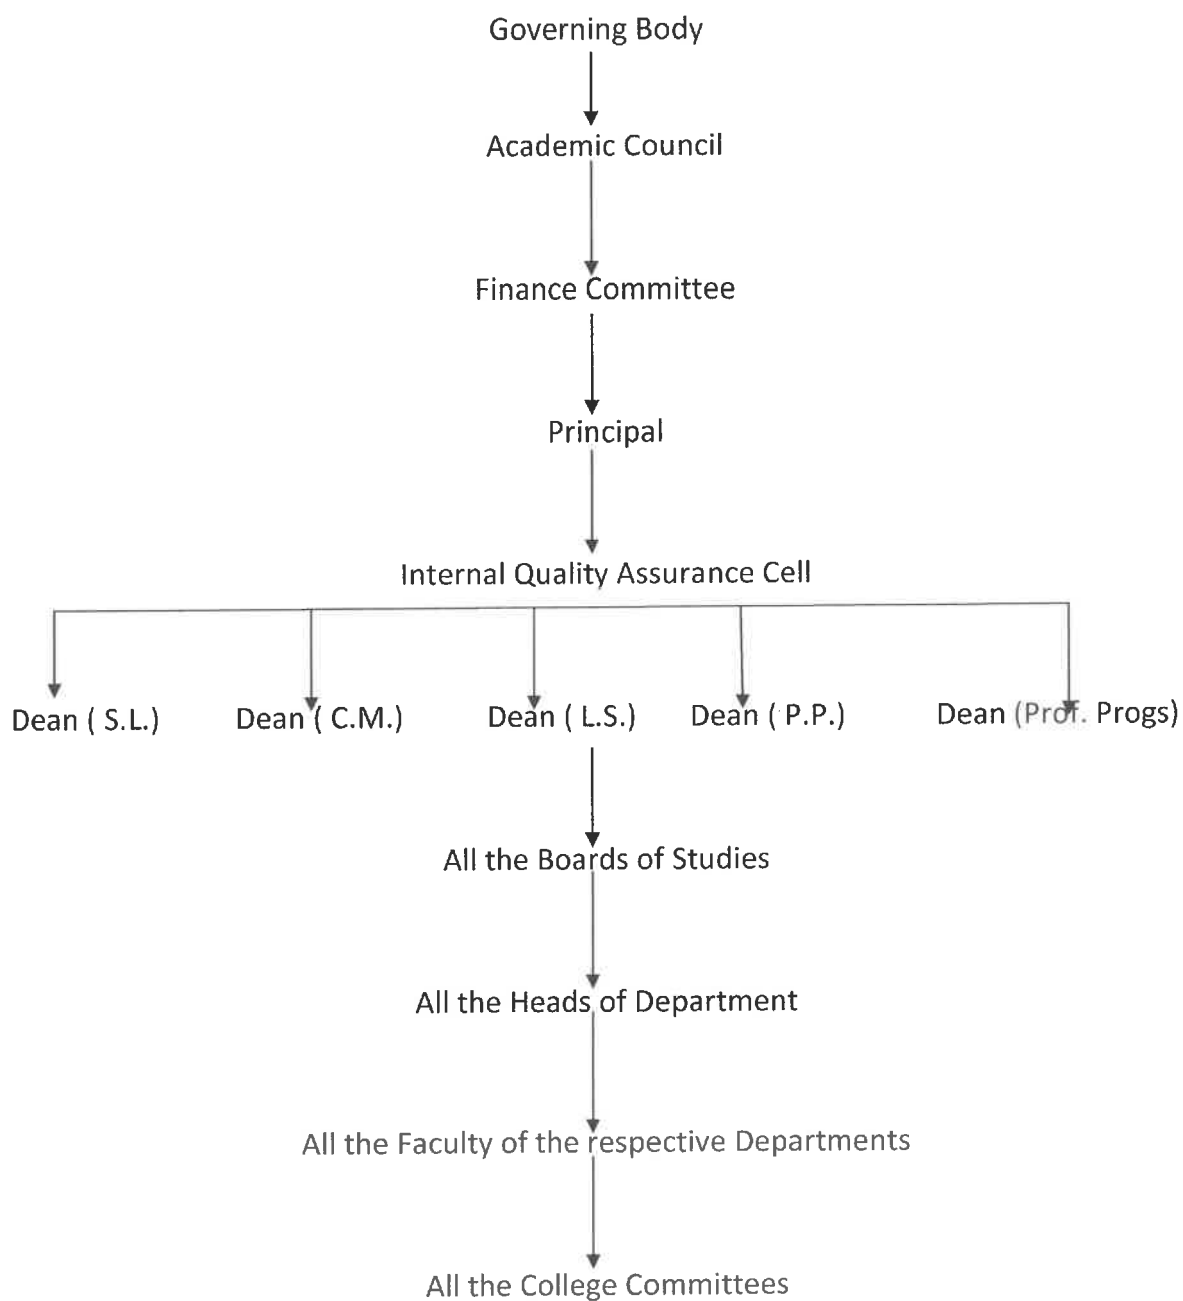 Governing Body
Academic Council
Finance Committee
Principal
Internal Quality Assurance Cell
Dean ( S.L.) Dean ( C.M.) Dean ( L.S.) Dean ( P.P.) Dean (Prof. Progs)
All the Boards of Studies
All the Heads of Department
All the Faculty of the respective Departments
All the College Committees